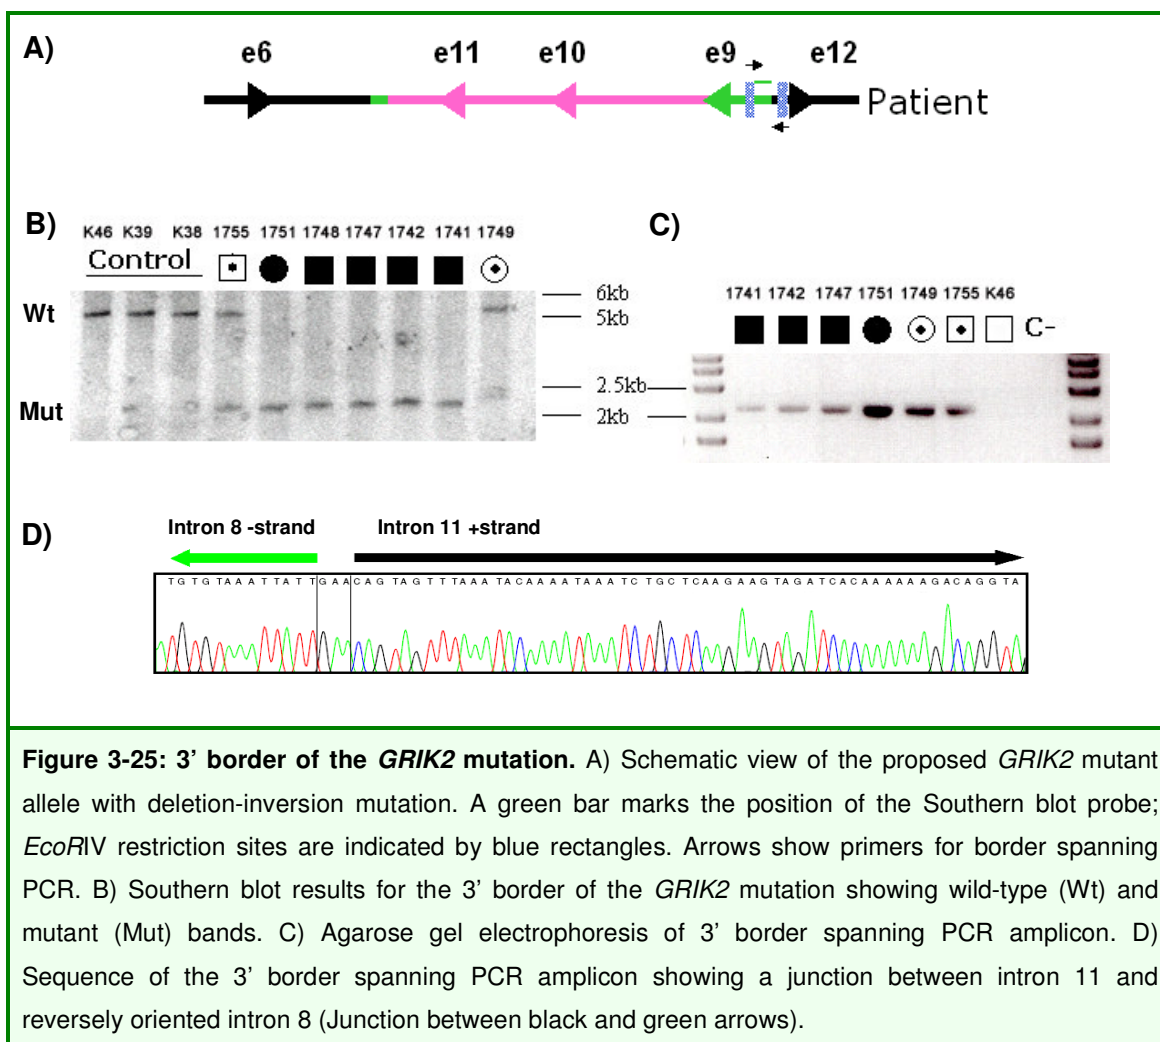 A)
e6 e11 e10 e9 e12
Patient
B)
K46 K39 K38 1755 1751 1748 1747 1742 1741 1749
Control
Wt
Mut
6kb
5kb
2.5kb
2kb
C)
1741 1742 1747 1751 1749 1755 K46
C-
D)
Intron 8 -strand Intron 11 +strand
TGTGTAAATTATTGAACAGTAGTTTAAATACAAAATAAATCTGCTCAAGAAGTAGATCACAAAAAAGACAGGTA
Figure 3-25: 3’ border of the GRIK2 mutation. A) Schematic view of the proposed GRIK2 mutant
allele with deletion-inversion mutation. A green bar marks the position of the Southern blot probe;
EcoRIV restriction sites are indicated by blue rectangles. Arrows show primers for border spanning
PCR. B) Southern blot results for the 3’ border of the GRIK2 mutation showing wild-type (Wt) and
mutant (Mut) bands. C) Agarose gel electrophoresis of 3’ border spanning PCR amplicon. D)
Sequence of the 3’ border spanning PCR amplicon showing a junction between intron 11 and
reversely oriented intron 8 (Junction between black and green arrows).